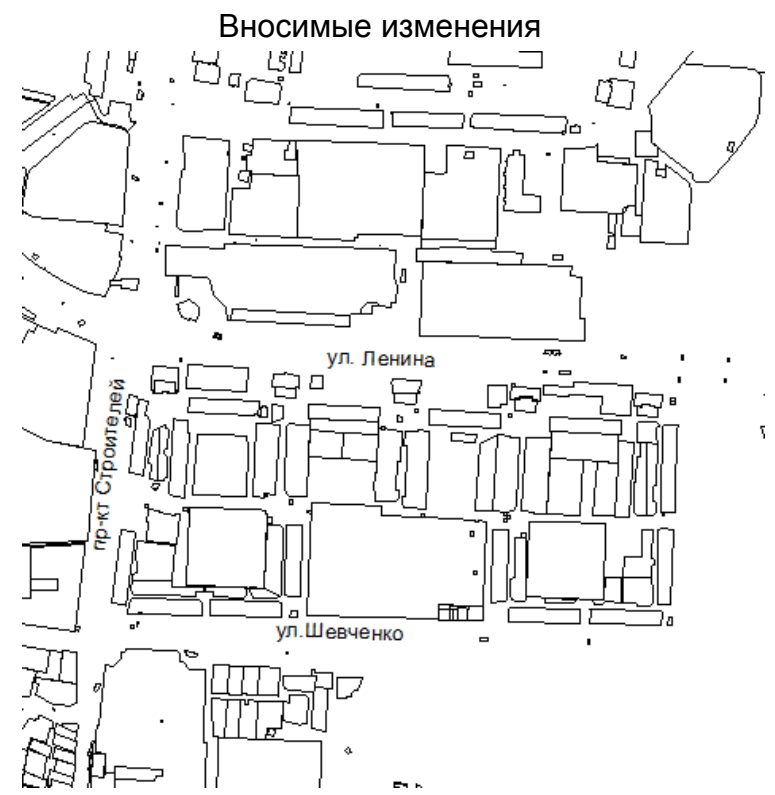 Вносимые изменения
ул. Ленина
пр-кт Строителей
ул.Шевченко